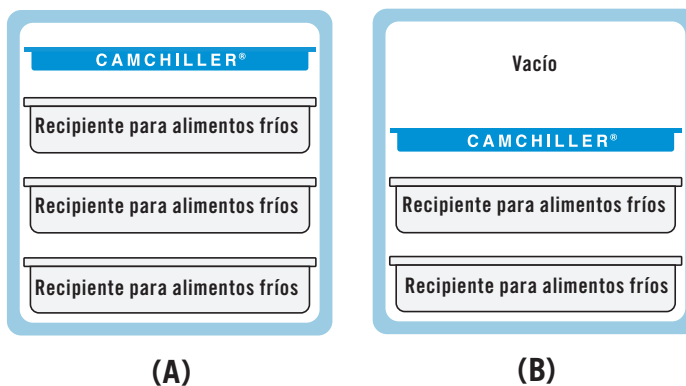 CAMCHILLER®
Recipiente para alimentos fríos
Recipiente para alimentos fríos
Recipiente para alimentos fríos
(A)
Vacío
CAMCHILLER®
Recipiente para alimentos fríos
Recipiente para alimentos fríos
(B)